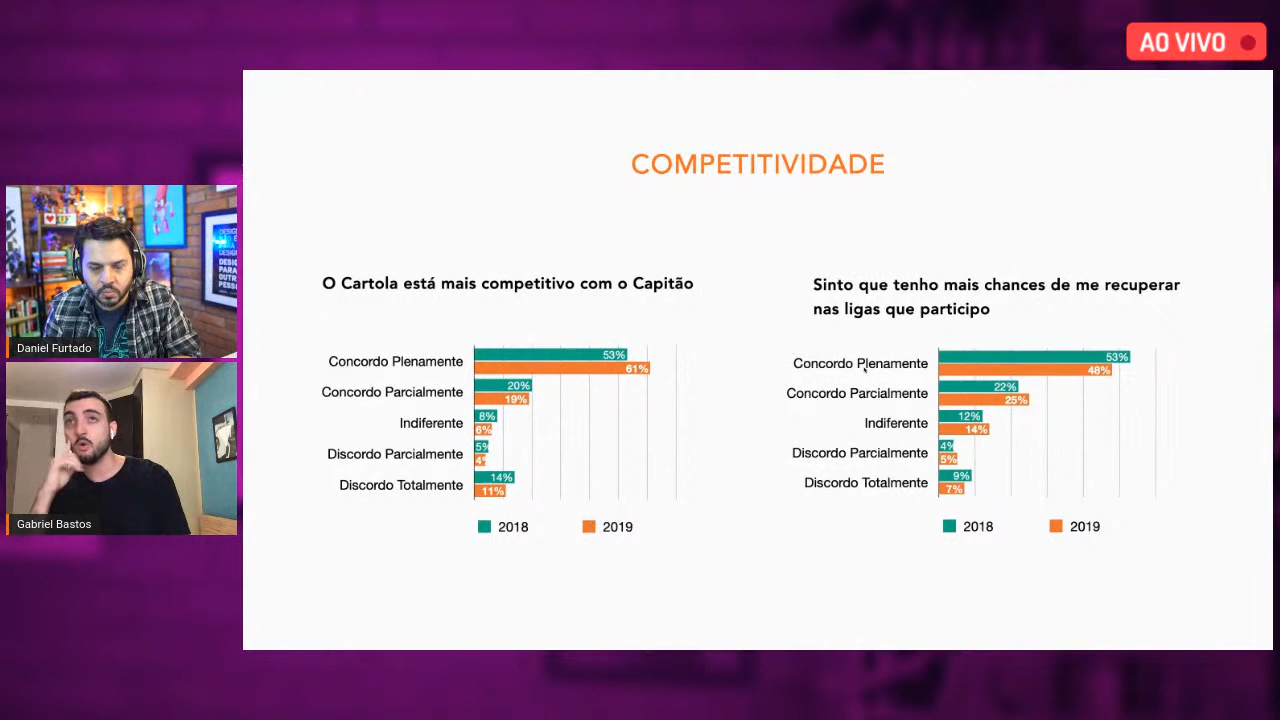 AO VIVO
COMPETITIVIDADE
O Cartola está mais competitivo com o Capitão
Concordo Plenamente
53%
61%
Concordo Parcialmente
20%
19%
Indiferente
8%
6%
Discordo Parcialmente
5%
4%
Discordo Totalmente
14%
11%
2018
2019
Sinto que tenho mais chances de me recuperar
nas ligas que participo
Concordo Plenamente
53%
48%
Concordo Parcialmente
22%
25%
Indiferente
12%
14%
Discordo Parcialmente
4%
5%
Discordo Totalmente
9%
7%
2018
2019
Daniel Furtado
Gabriel Bastos